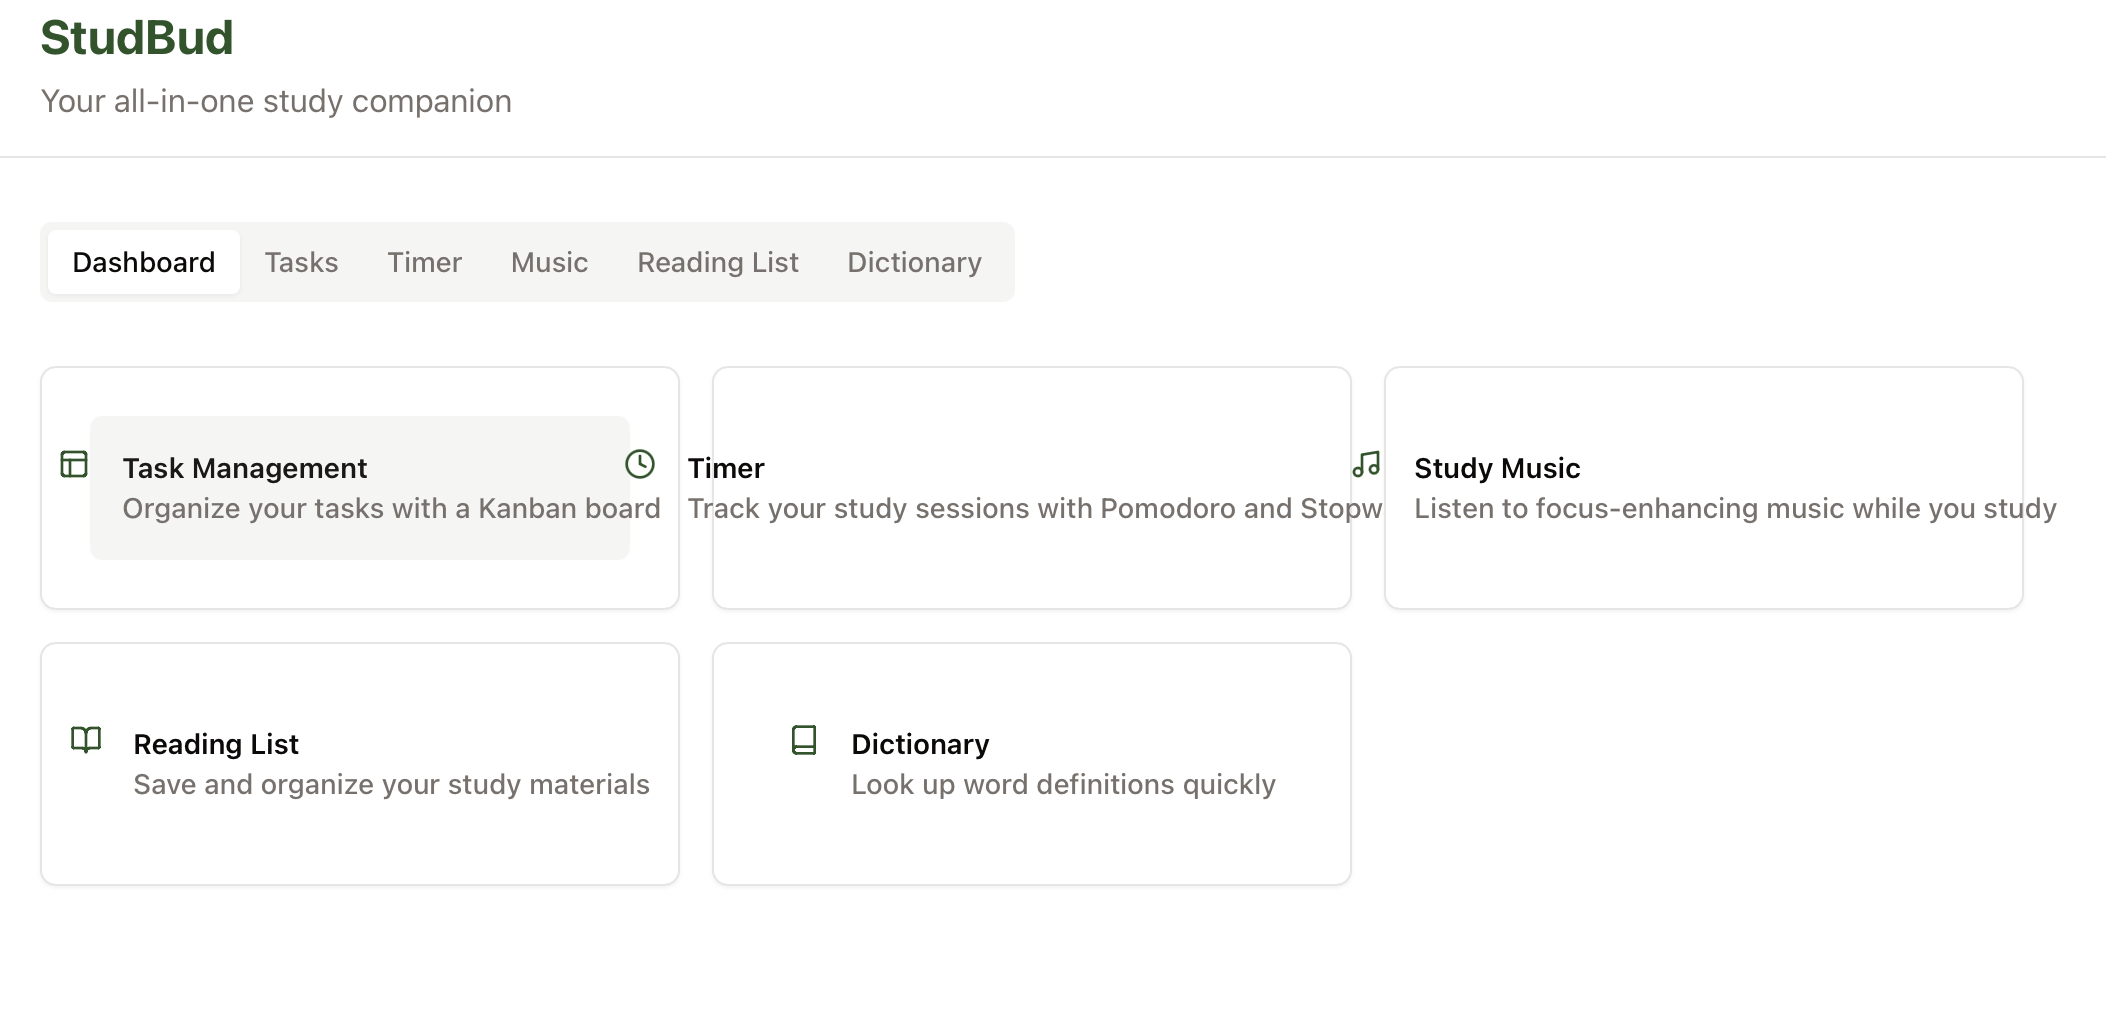 StudBud
Your all-in-one study companion
Dashboard Tasks Timer Music Reading List Dictionary
Task Management
Organize your tasks with a Kanban board
Timer
Track your study sessions with Pomodoro and Stopw
Study Music
Listen to focus-enhancing music while you study
Reading List
Save and organize your study materials
Dictionary
Look up word definitions quickly